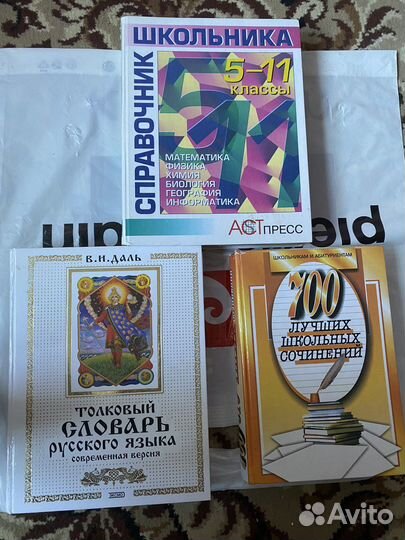 СПРАВОЧНИК
ШКОЛЬНИКА
5-11
КЛАССЫ
МАТЕМАТИКА
ФИЗИКА
ХИМИЯ
БИОЛОГИЯ
ГЕОГРАФИЯ
ИНФОРМАТИКА
АСТ ПРЕСС
В.И.ДАЛЬ
ТОЛКОВЫЙ
СЛОВАРЬ
русского языка
современная версия
ШКОЛЬНИКАМ И АБИТУРИЕНТАМ
700
ЛУЧШИХ
ШКОЛЬНЫХ
СОЧИНЕНИЙ
Avito